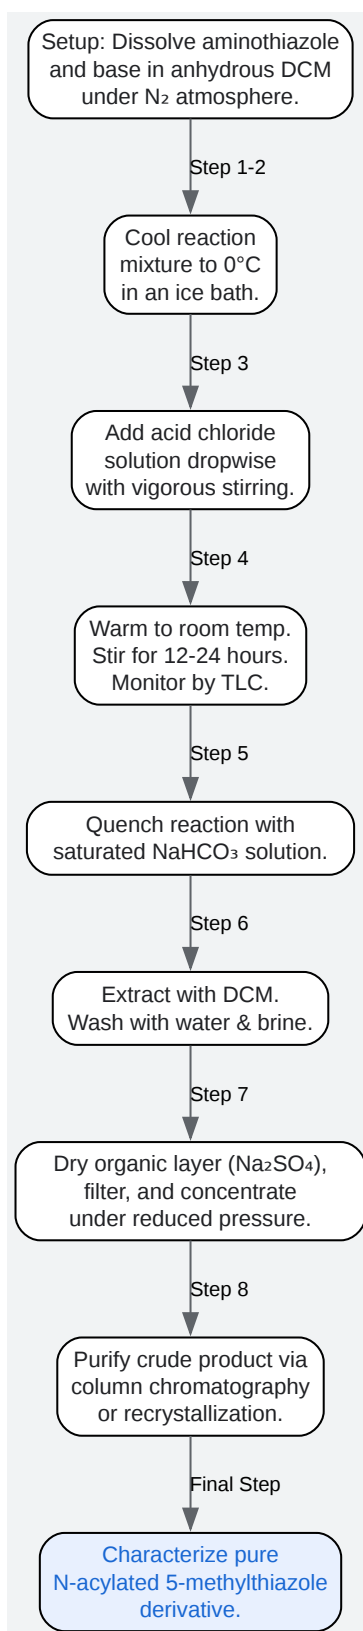 Setup: Dissolve aminothiazole
and base in anhydrous DCM
under N₂ atmosphere.
Step 1-2
Cool reaction
mixture to 0°C
in an ice bath.
Step 3
Add acid chloride
solution dropwise
with vigorous stirring.
Step 4
Warm to room temp.
Stir for 12-24 hours.
Monitor by TLC.
Step 5
Quench reaction with
saturated NaHCO₃ solution.
Step 6
Extract with DCM.
Wash with water & brine.
Step 7
Dry organic layer (Na₂SO₄),
filter, and concentrate
under reduced pressure.
Step 8
Purify crude product via
column chromatography
or recrystallization.
Final Step
Characterize pure
N-acylated 5-methylthiazole
derivative.